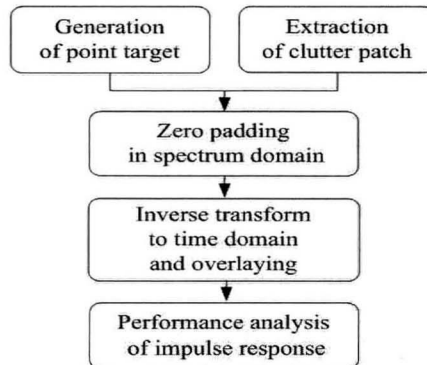 Generation
of point target
Extraction
of clutter patch
Zero padding
in spectrum domain
Inverse transform
to time domain
and overlaying
Performance analysis
of impulse response